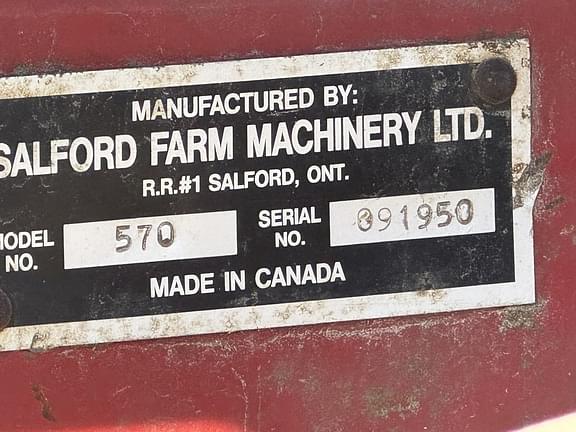 MANUFACTURED BY:
SALFORD FARM MACHINERY LTD.
R.R.#1 SALFORD, ONT.
MODEL NO. 570 SERIAL NO. 091950
MADE IN CANADA